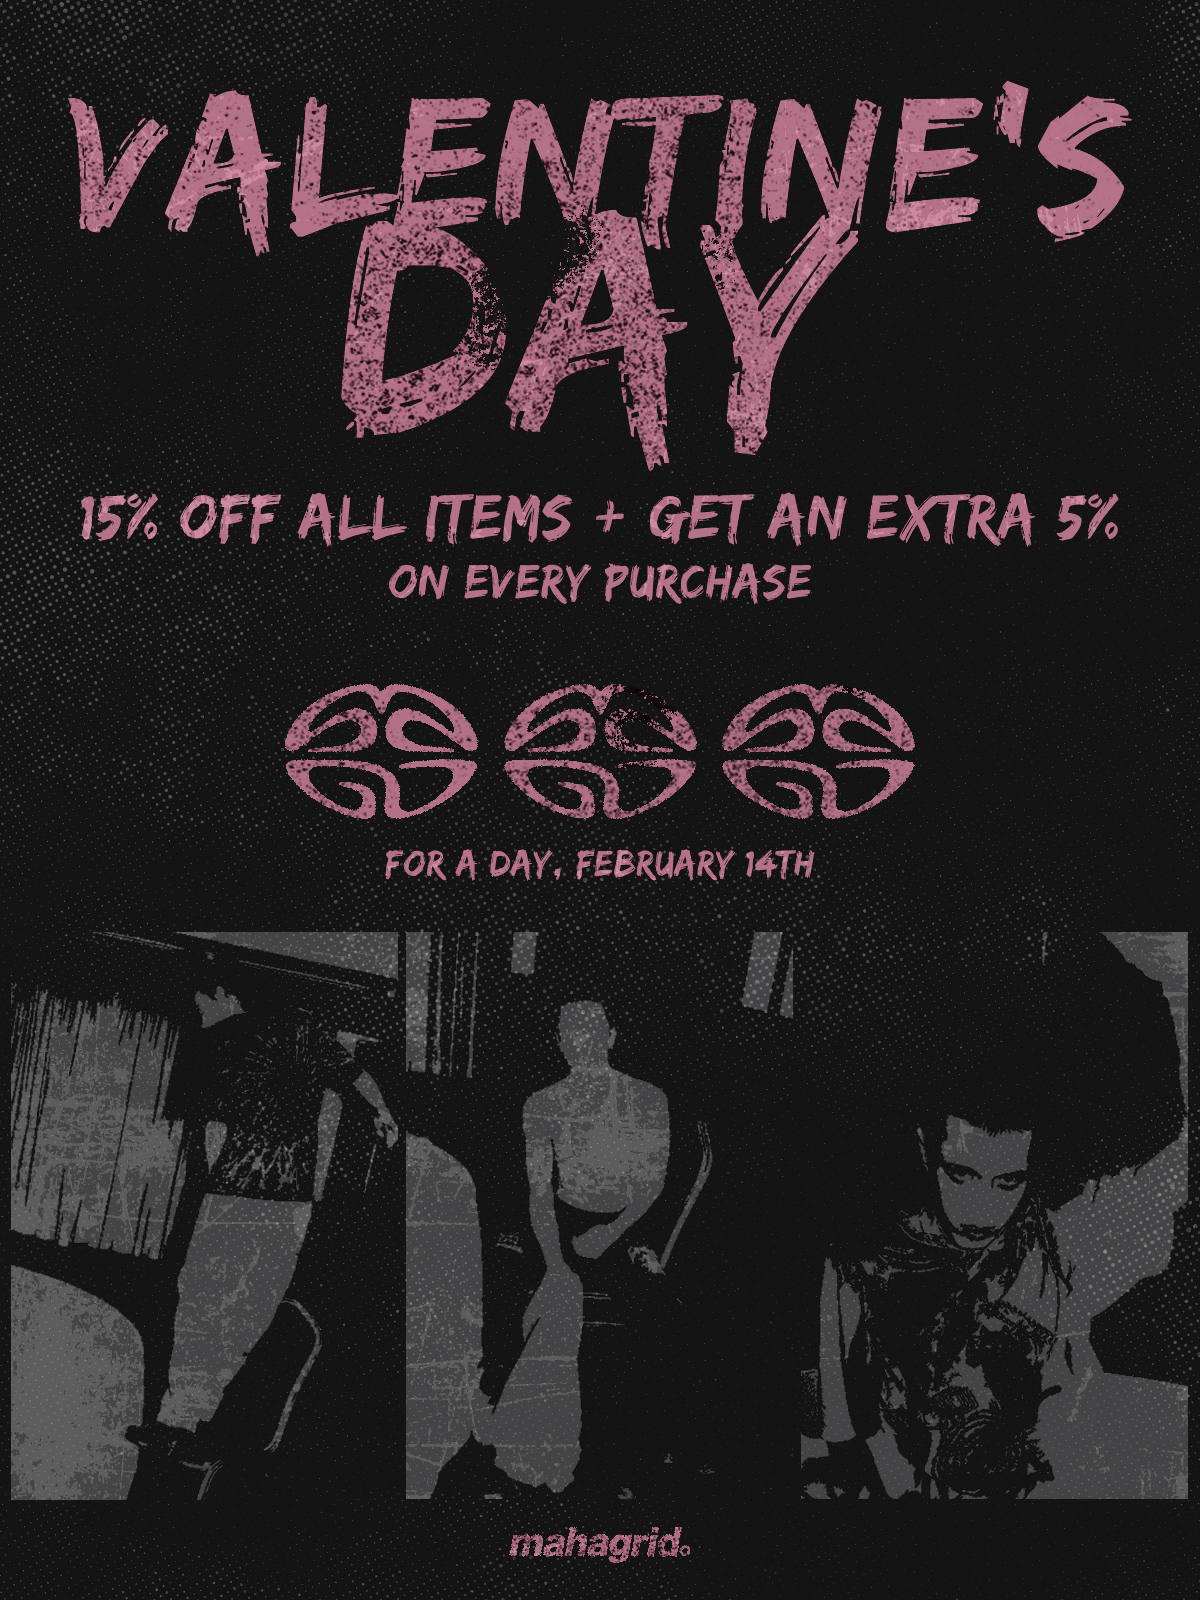 VALENTINE'S
DAY
15% OFF ALL ITEMS + GET AN EXTRA 5%
ON EVERY PURCHASE
FOR A DAY, FEBRUARY 14TH
mahagrid